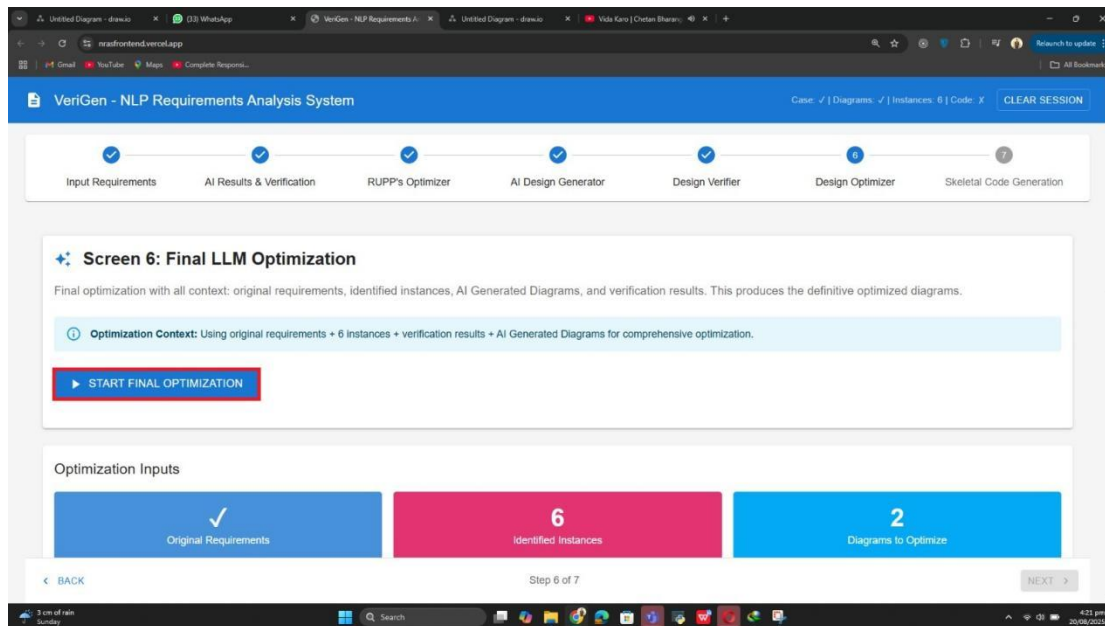 Untitled Diagram - draw.io
(33) WhatsApp
VeriGen - NLP Requirements A
Untitled Diagram - draw.io
Vida Karo | Chetan Bharang
nrasfrontend.vercel.app
Relaunch to update
Gmail
YouTube
Maps
Complete Responsi...
All Bookmark
VeriGen - NLP Requirements Analysis System
Case: ✓ | Diagrams: ✓ | Instances: 6 | Code: ✗
CLEAR SESSION
Input Requirements
AI Results & Verification
RUPP's Optimizer
AI Design Generator
Design Verifier
6
Design Optimizer
7
Skeletal Code Generation
Screen 6: Final LLM Optimization
Final optimization with all context: original requirements, identified instances, AI Generated Diagrams, and verification results. This produces the definitive optimized diagrams.
Optimization Context: Using original requirements + 6 instances + verification results + AI Generated Diagrams for comprehensive optimization.
START FINAL OPTIMIZATION
Optimization Inputs
✓
Original Requirements
6
Identified Instances
2
Diagrams to Optimize
BACK
Step 6 of 7
NEXT
3 cm of rain
Sunday
Search
4:21 pm
20/08/2025